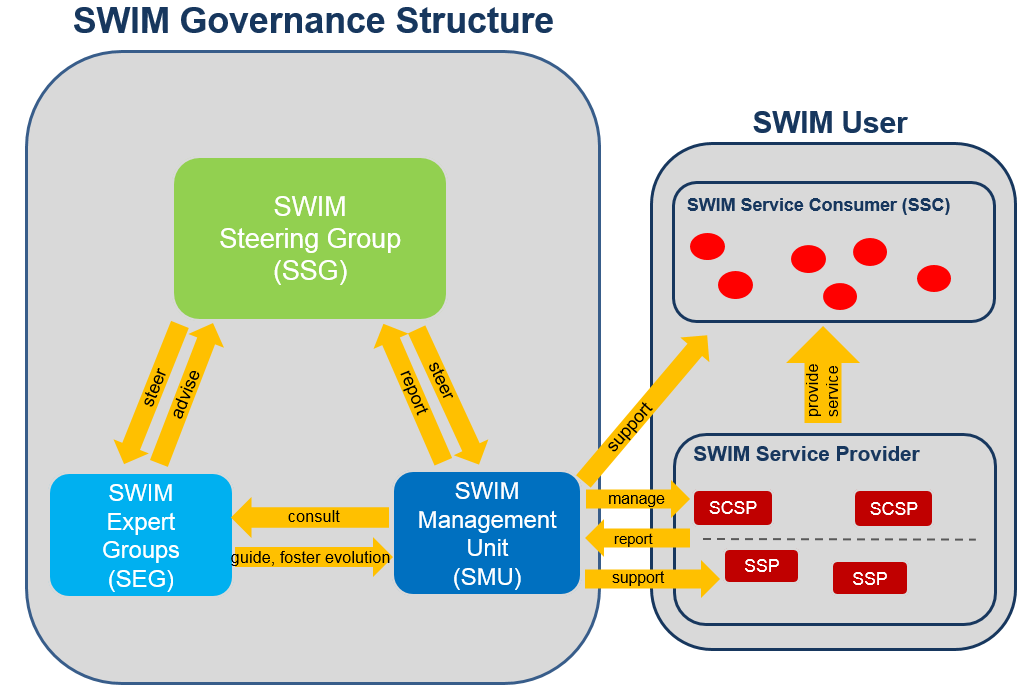 SWIM Governance Structure
SWIM User
SWIM
Steering Group
(SSG)
SWIM Service Consumer (SSC)
steer
advise
report
steer
support
provide
service
SWIM
Expert
Groups
(SEG)
consult
guide, foster evolution
SWIM
Management
Unit
(SMU)
manage
report
support
SWIM Service Provider
SCSP
SCSP
SSP
SSP